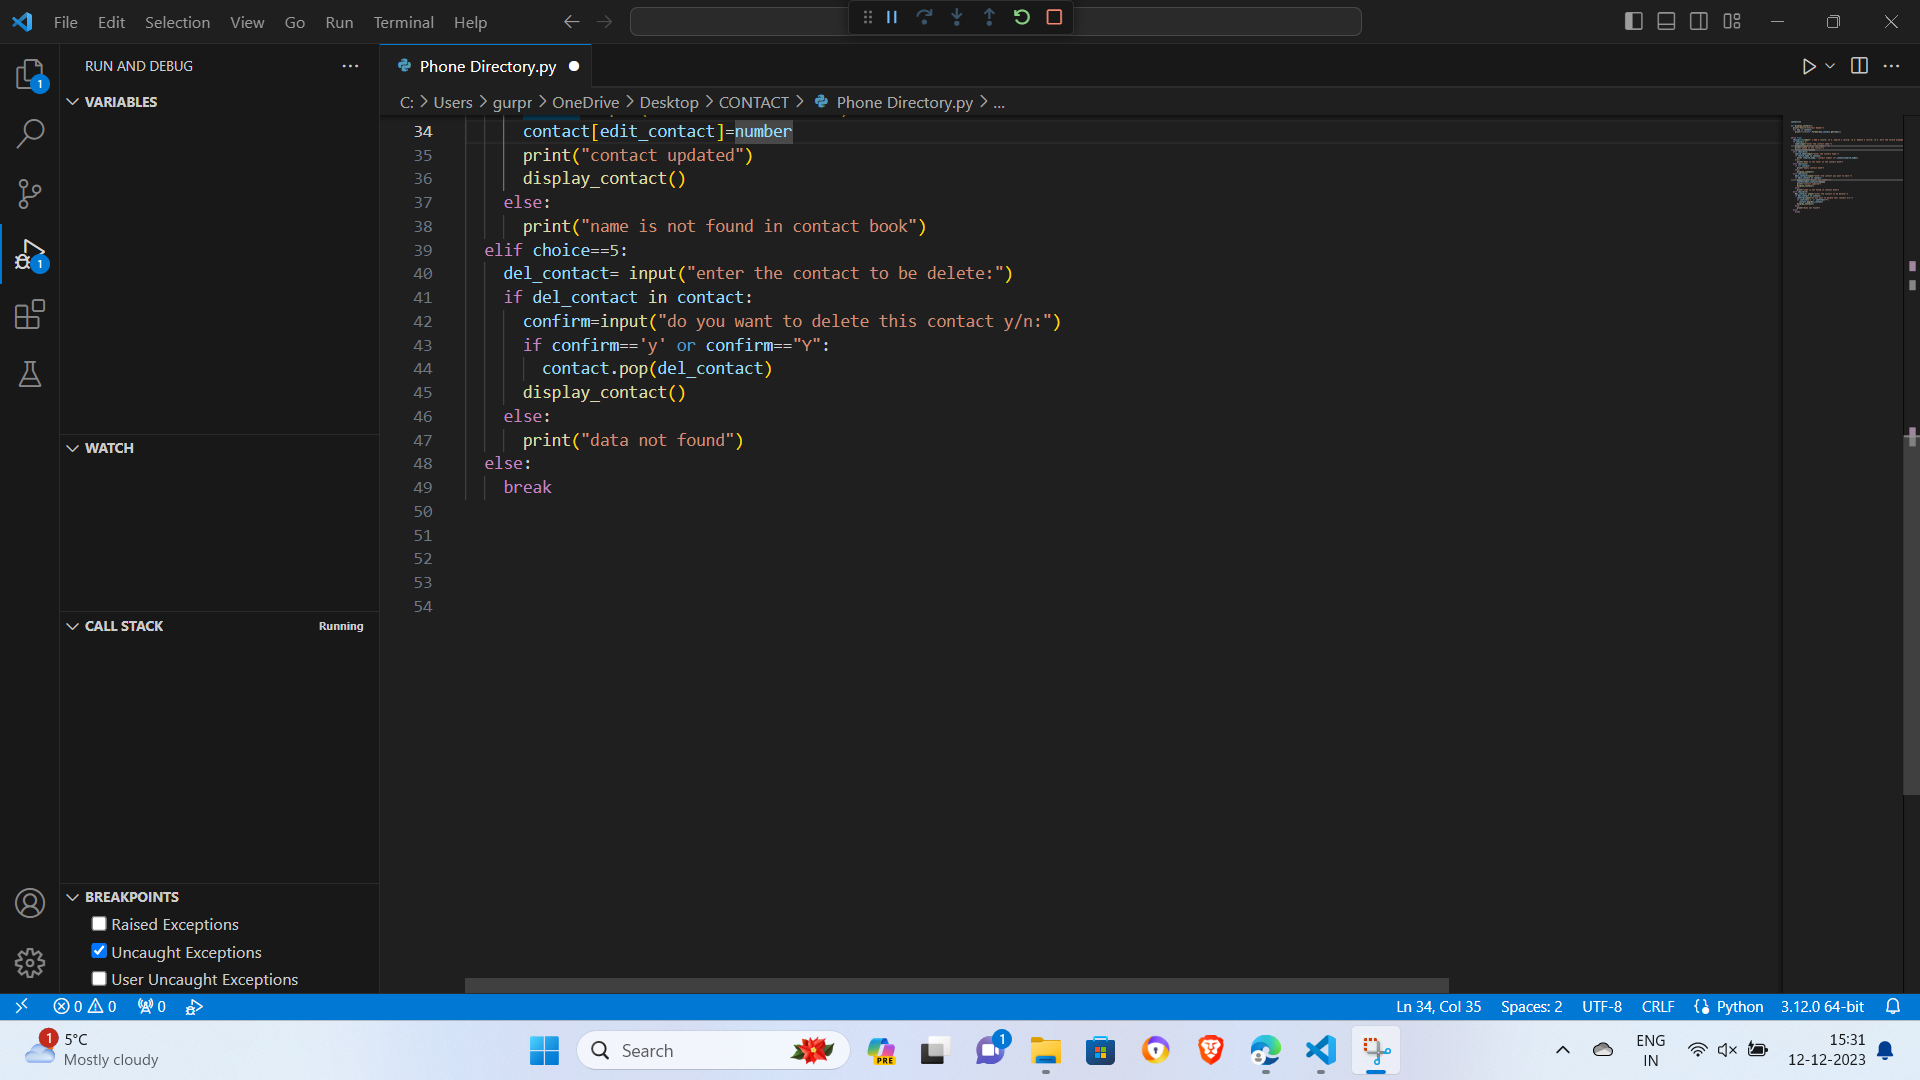 File Edit Selection View Go Run Terminal Help
1
RUN AND DEBUG
Phone Directory.py
VARIABLES
C: > Users > gurpr > OneDrive > Desktop > CONTACT > Phone Directory.py > ...
34 contact[edit_contact]=number
35 print("contact updated")
36 display_contact()
37 else:
38 print("name is not found in contact book")
39 elif choice==5:
40 del_contact= input("enter the contact to be delete:")
41 if del_contact in contact:
42 confirm=input("do you want to delete this contact y/n:")
43 if confirm=='y' or confirm=="Y":
44 contact.pop(del_contact)
45 display_contact()
46 else:
47 print("data not found")
48 else:
49 break
50
51
52
53
54
1
WATCH
CALL STACK
Running
BREAKPOINTS
Raised Exceptions
Uncaught Exceptions
User Uncaught Exceptions
0 0 0
Ln 34, Col 35 Spaces: 2 UTF-8 CRLF Python 3.12.0 64-bit
1
5°C
Mostly cloudy
Search
PRE
1
ENG
IN
15:31
12-12-2023